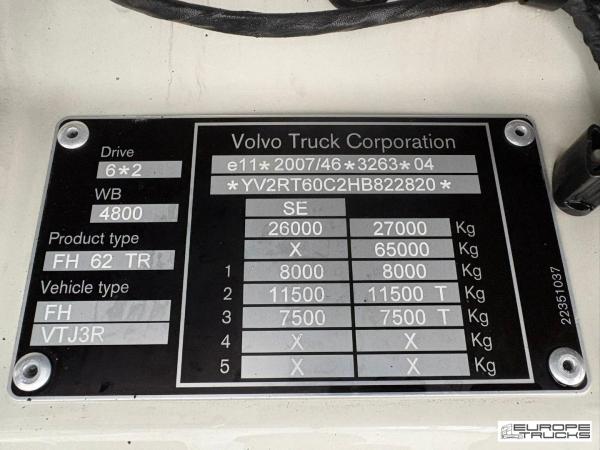 Volvo Truck Corporation
Drive
6*2
WB
4800
Product type
FH 62 TR
Vehicle type
FH
VTJ3R
e11*2007/46*3263*04
*YV2RT60C2HB822820*
SE
26000 27000 Kg
X 65000 Kg
1 8000 8000 Kg
2 11500 11500 T Kg
3 7500 7500 T Kg
4 X X Kg
5 X X Kg
22351037
EUROPE
TRUCKS